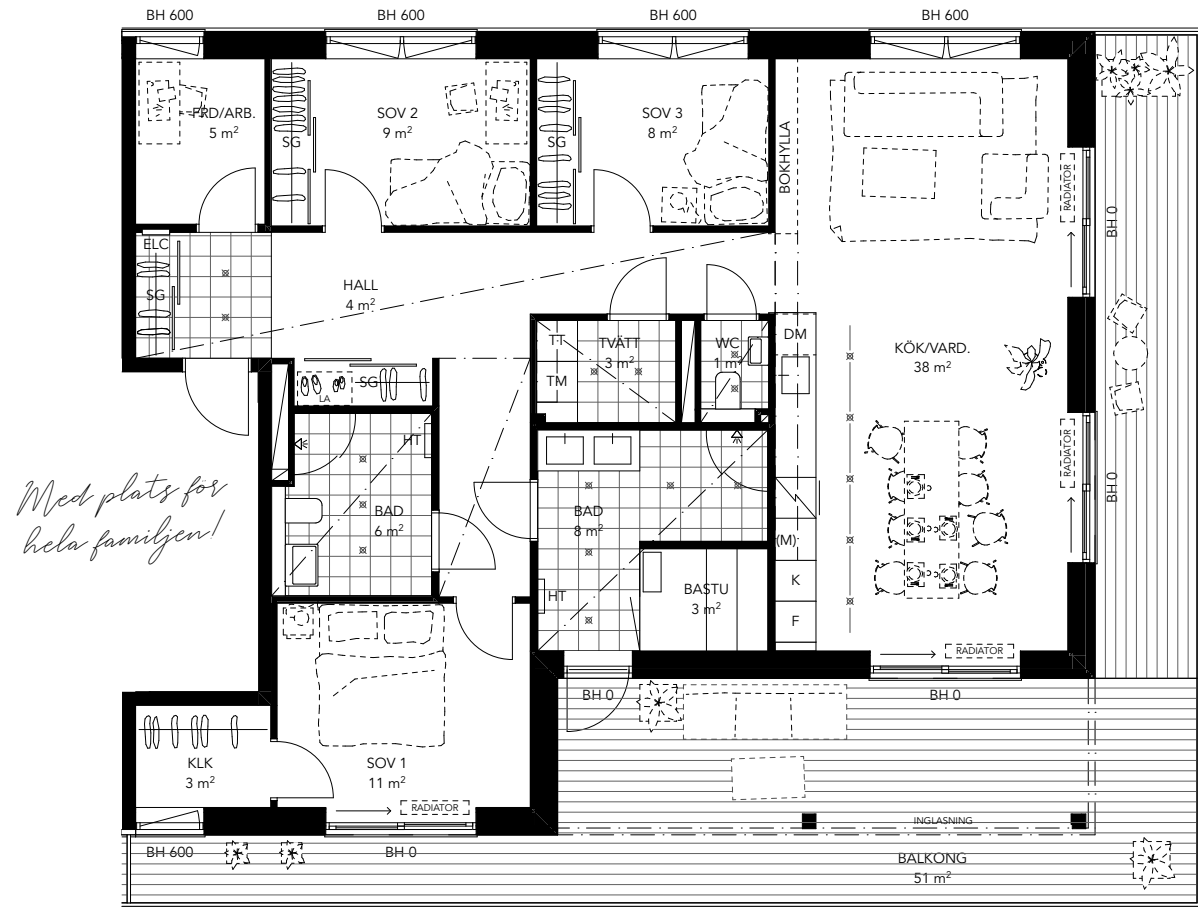 BH 600
BH 600
BH 600
BH 600
FRD/ARB.
5 m²
SOV 2
9 m²
SOV 3
8 m²
SG
SG
BOKHYLLA
RADIATOR
BH 0
ELC
SG
HALL
4 m²
TT
TVÄTT
3 m²
TM
WC
1 m²
DM
KÖK/VARD.
38 m²
SG
LA
HT
RADIATOR
BH 0
Med plats för
hela familjen!
BAD
6 m²
BAD
8 m²
(M)
K
F
HT
BASTU
3 m²
RADIATOR
BH 0
BH 0
KLK
3 m²
SOV 1
11 m²
RADIATOR
INGLASNING
BH 600
BH 0
BALKONG
51 m²